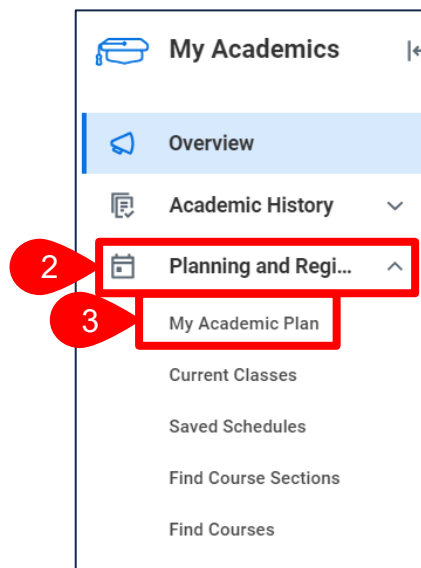 My Academics
Overview
Academic History
2 Planning and Regi...
3 My Academic Plan
Current Classes
Saved Schedules
Find Course Sections
Find Courses